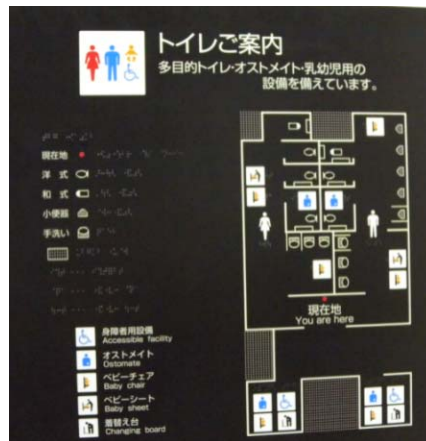 トイレご案内
多目的トイレ・オストメイト・乳幼児用の
設備を備えています。
現在地
洋式
和式
小便器
手洗い
身障者用設備
Accessible facility
オストメイト
Ostomate
ベビーチェア
Baby chair
ベビーシート
Baby sheet
着替え台
Changing board
現在地
You are here